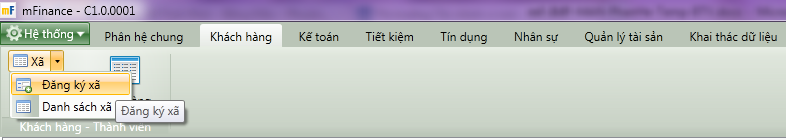 mFinance - C1.0.0001
Hệ thống Phân hệ chung Khách hàng Kế toán Tiết kiệm Tín dụng Nhân sự Quản lý tài sản Khai thác dữ liệu
Xã
Đăng ký xã
Danh sách xã
Đăng ký xã
Khách hàng - Thành viên